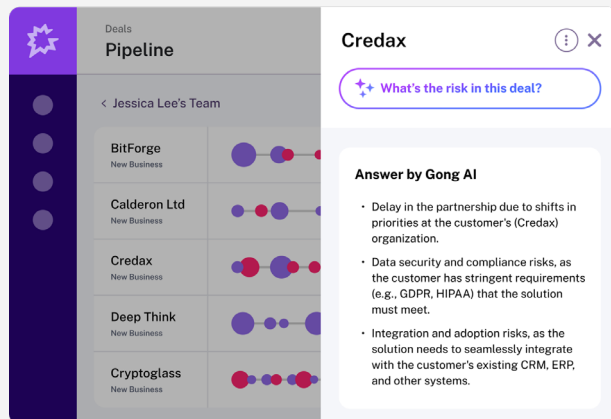 Deals
Pipeline
< Jessica Lee's Team
BitForge
New Business
Calderon Ltd
New Business
Credax
New Business
Deep Think
New Business
Cryptoglass
New Business
Credax
What's the risk in this deal?
Answer by Gong AI
• Delay in the partnership due to shifts in
priorities at the customer's (Credax)
organization.
• Data security and compliance risks, as
the customer has stringent requirements
(e.g., GDPR, HIPAA) that the solution
must meet.
• Integration and adoption risks, as the
solution needs to seamlessly integrate
with the customer's existing CRM, ERP,
and other systems.